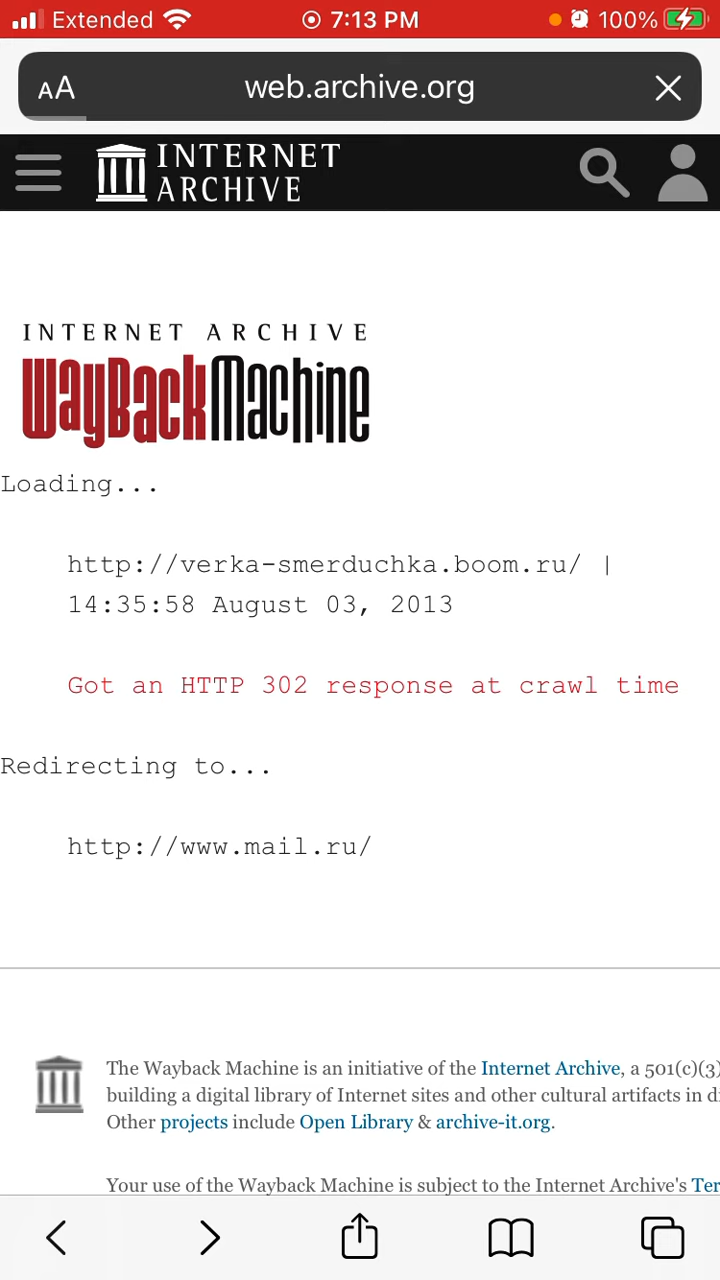 Extended 7:13 PM 100%
AA web.archive.org
INTERNET
ARCHIVE
INTERNET ARCHIVE
WayBackMachine
Loading...
http://verka-smerduchka.boom.ru/ |
14:35:58 August 03, 2013
Got an HTTP 302 response at crawl time
Redirecting to...
http://www.mail.ru/
The Wayback Machine is an initiative of the Internet Archive, a 501(c)(3)
building a digital library of Internet sites and other cultural artifacts in di
Other projects include Open Library & archive-it.org.
Your use of the Wayback Machine is subject to the Internet Archive's Ter